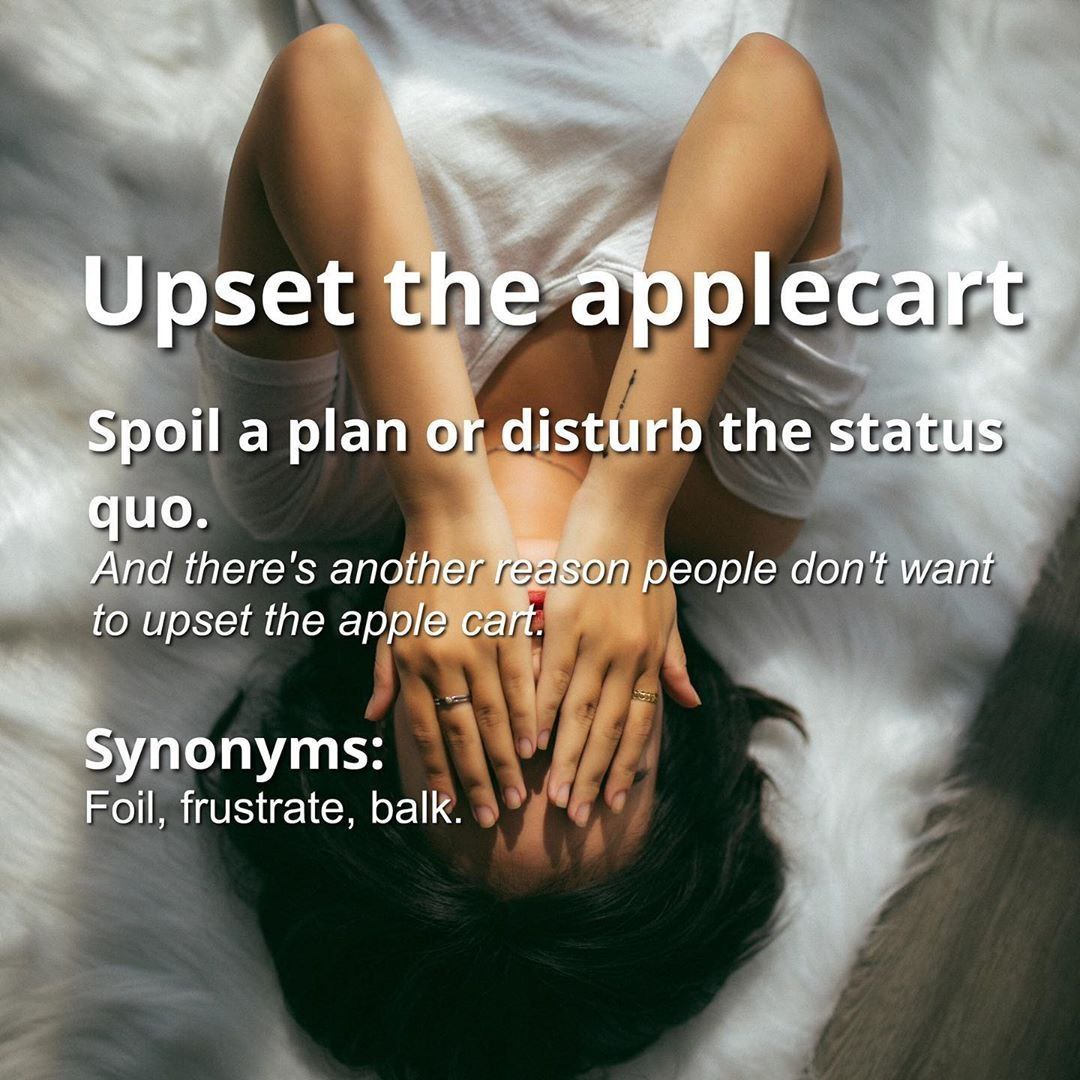 Upset the applecart
Spoil a plan or disturb the status
quo.
And there's another reason people don't want
to upset the apple cart.
Synonyms:
Foil, frustrate, balk.